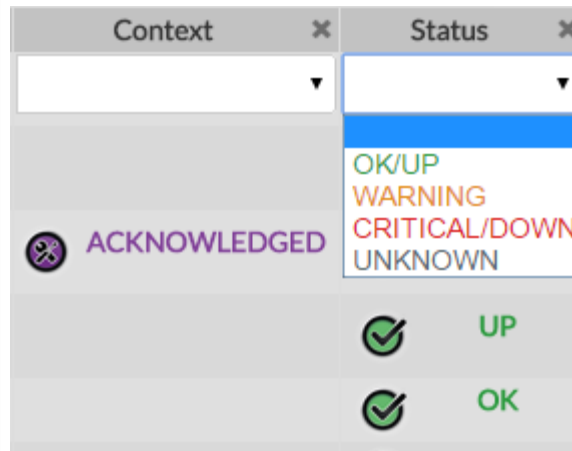 Context
Status
OK/UP
WARNING
CRITICAL/DOWN
UNKNOWN
ACKNOWLEDGED
UP
OK